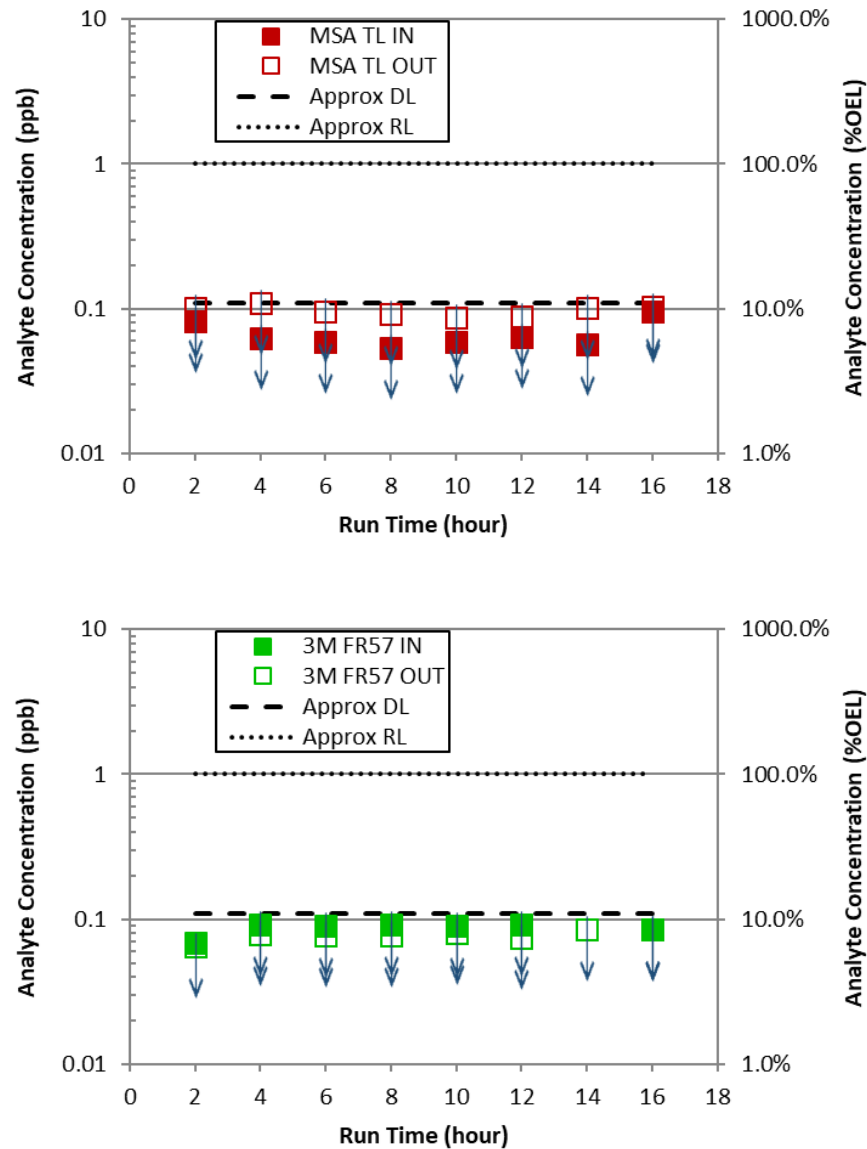 MSA TL IN
MSA TL OUT
Approx DL
Approx RL
Analyte Concentration (ppb)
10
1
0.1
0.01
1000.0%
100.0%
10.0%
1.0%
Analyte Concentration (%OEL)
0 2 4 6 8 10 12 14 16 18
Run Time (hour)
3M FR57 IN
3M FR57 OUT
Approx DL
Approx RL
Analyte Concentration (ppb)
10
1
0.1
0.01
1000.0%
100.0%
10.0%
1.0%
Analyte Concentration (%OEL)
0 2 4 6 8 10 12 14 16 18
Run Time (hour)